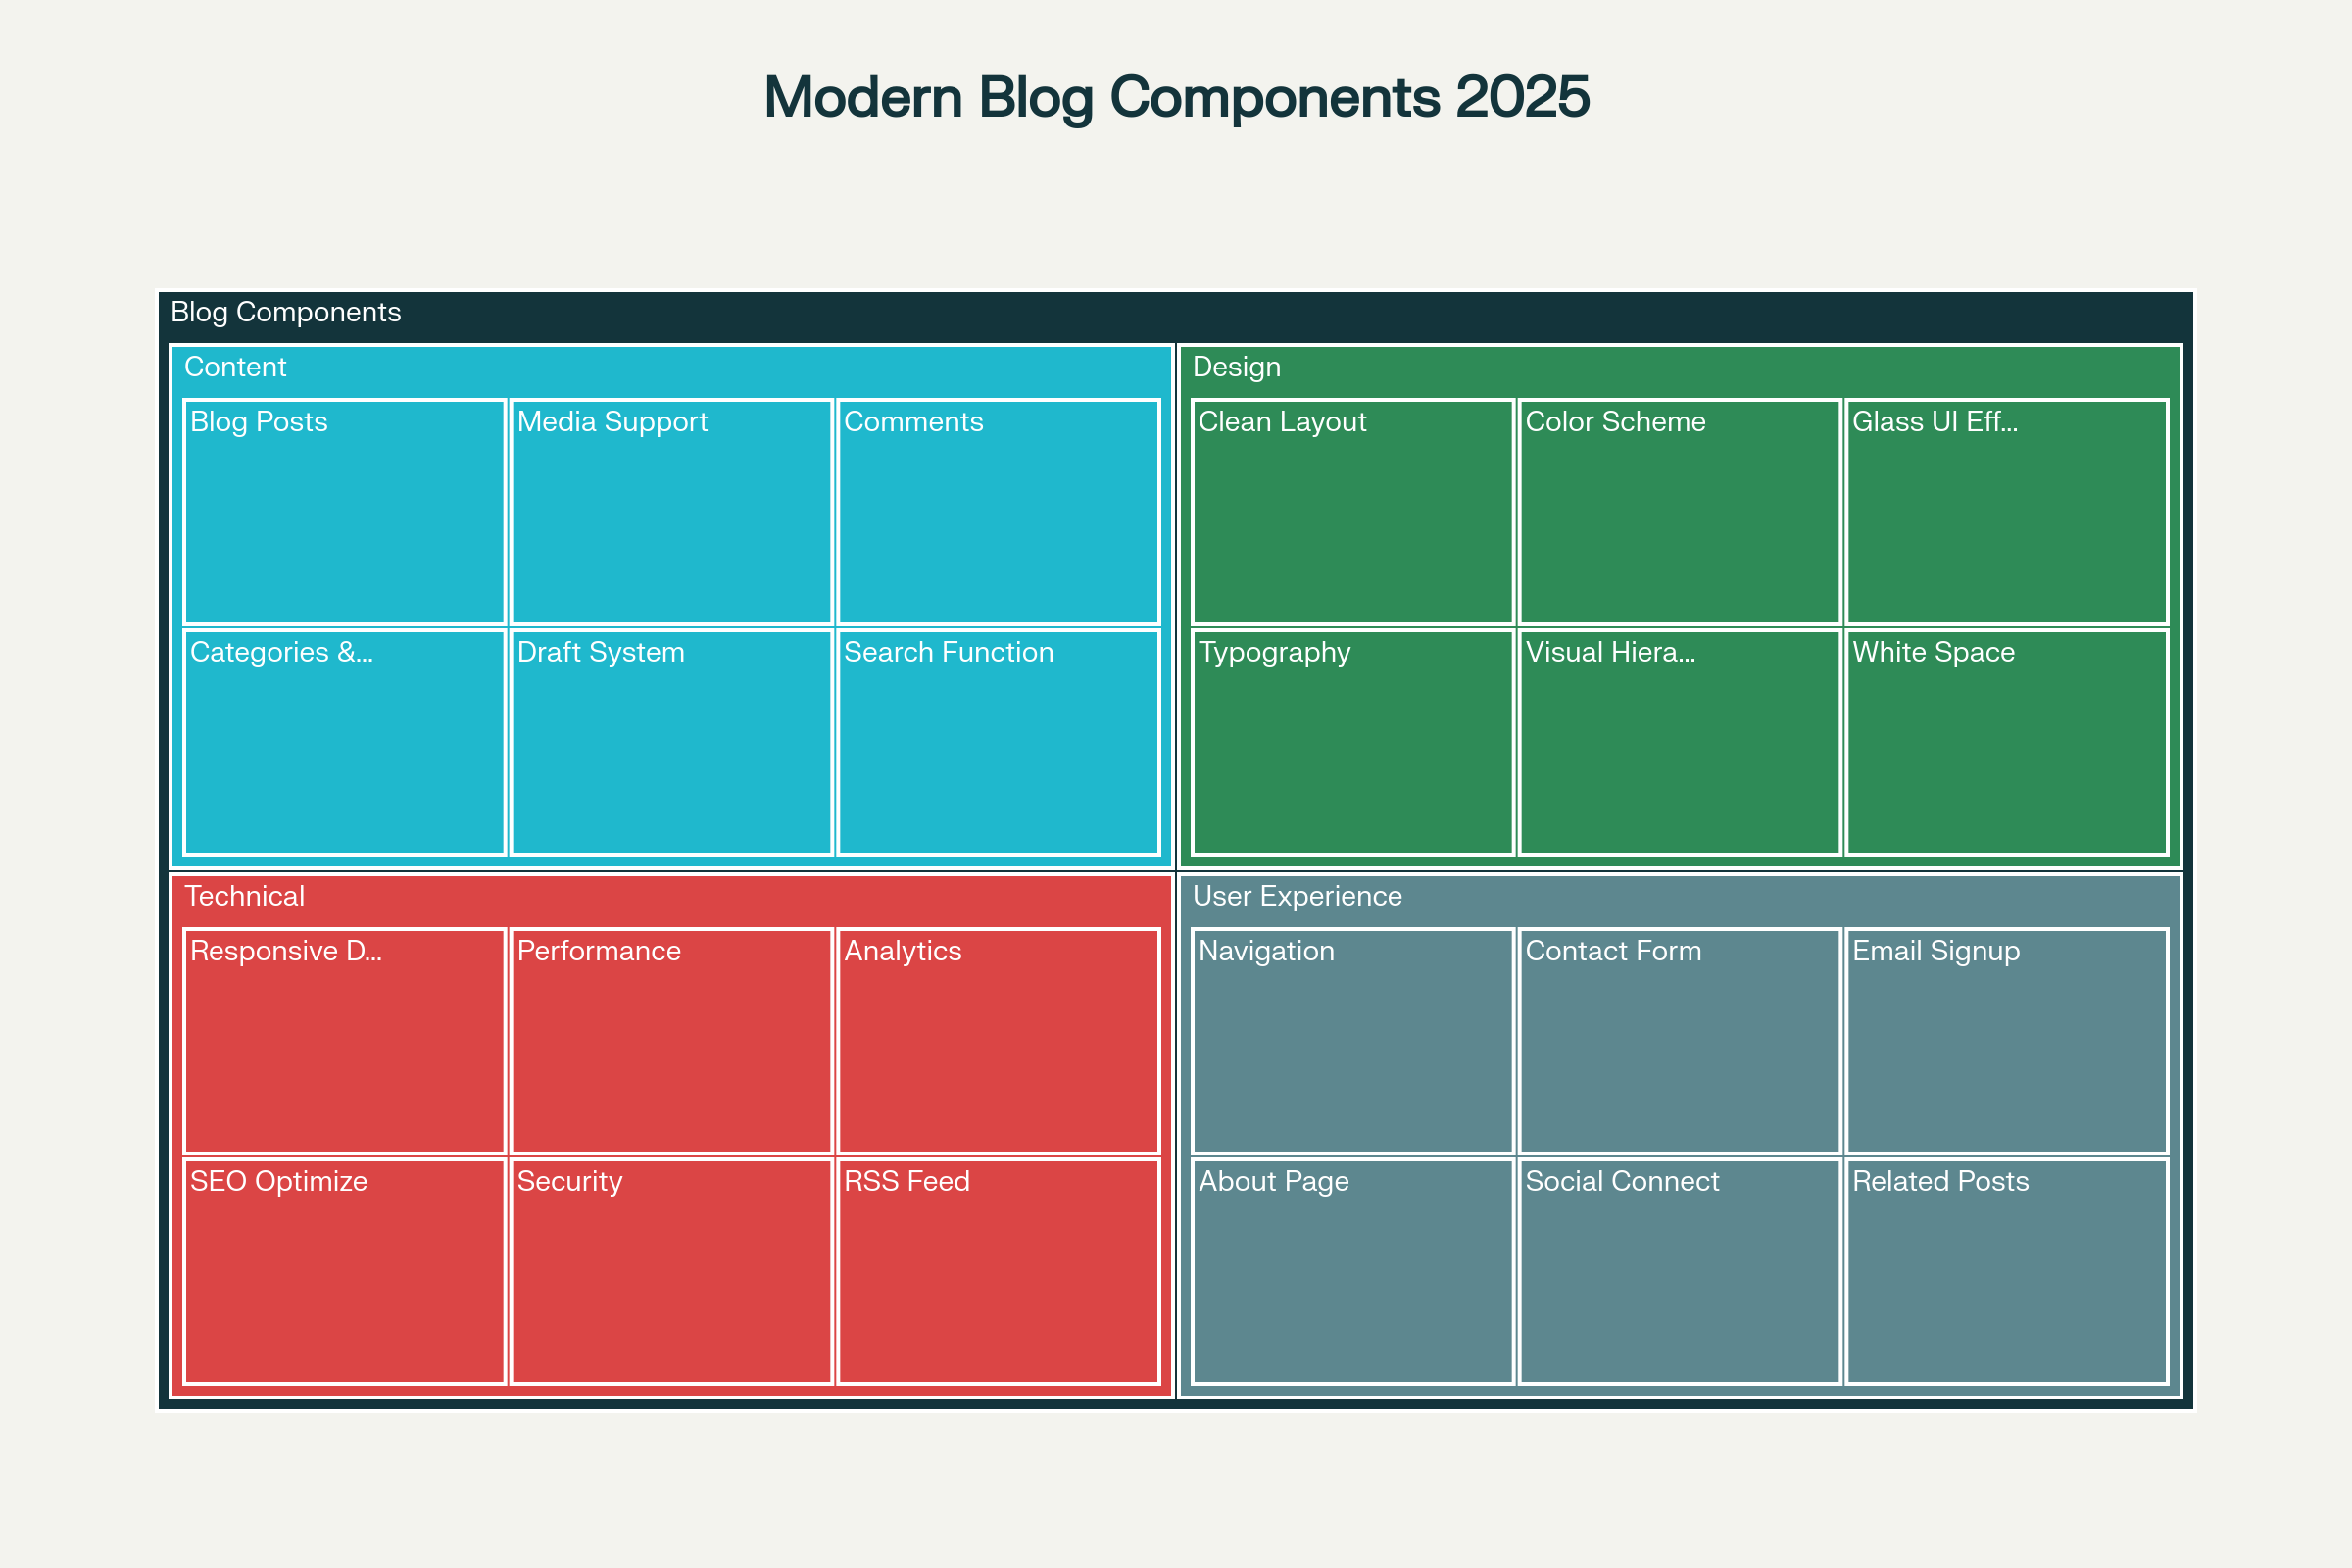 Modern Blog Components 2025
Blog Components
Content
Blog Posts
Media Support
Comments
Categories &...
Draft System
Search Function
Design
Clean Layout
Color Scheme
Glass UI Eff...
Typography
Visual Hiera...
White Space
Technical
Responsive D...
Performance
Analytics
SEO Optimize
Security
RSS Feed
User Experience
Navigation
Contact Form
Email Signup
About Page
Social Connect
Related Posts